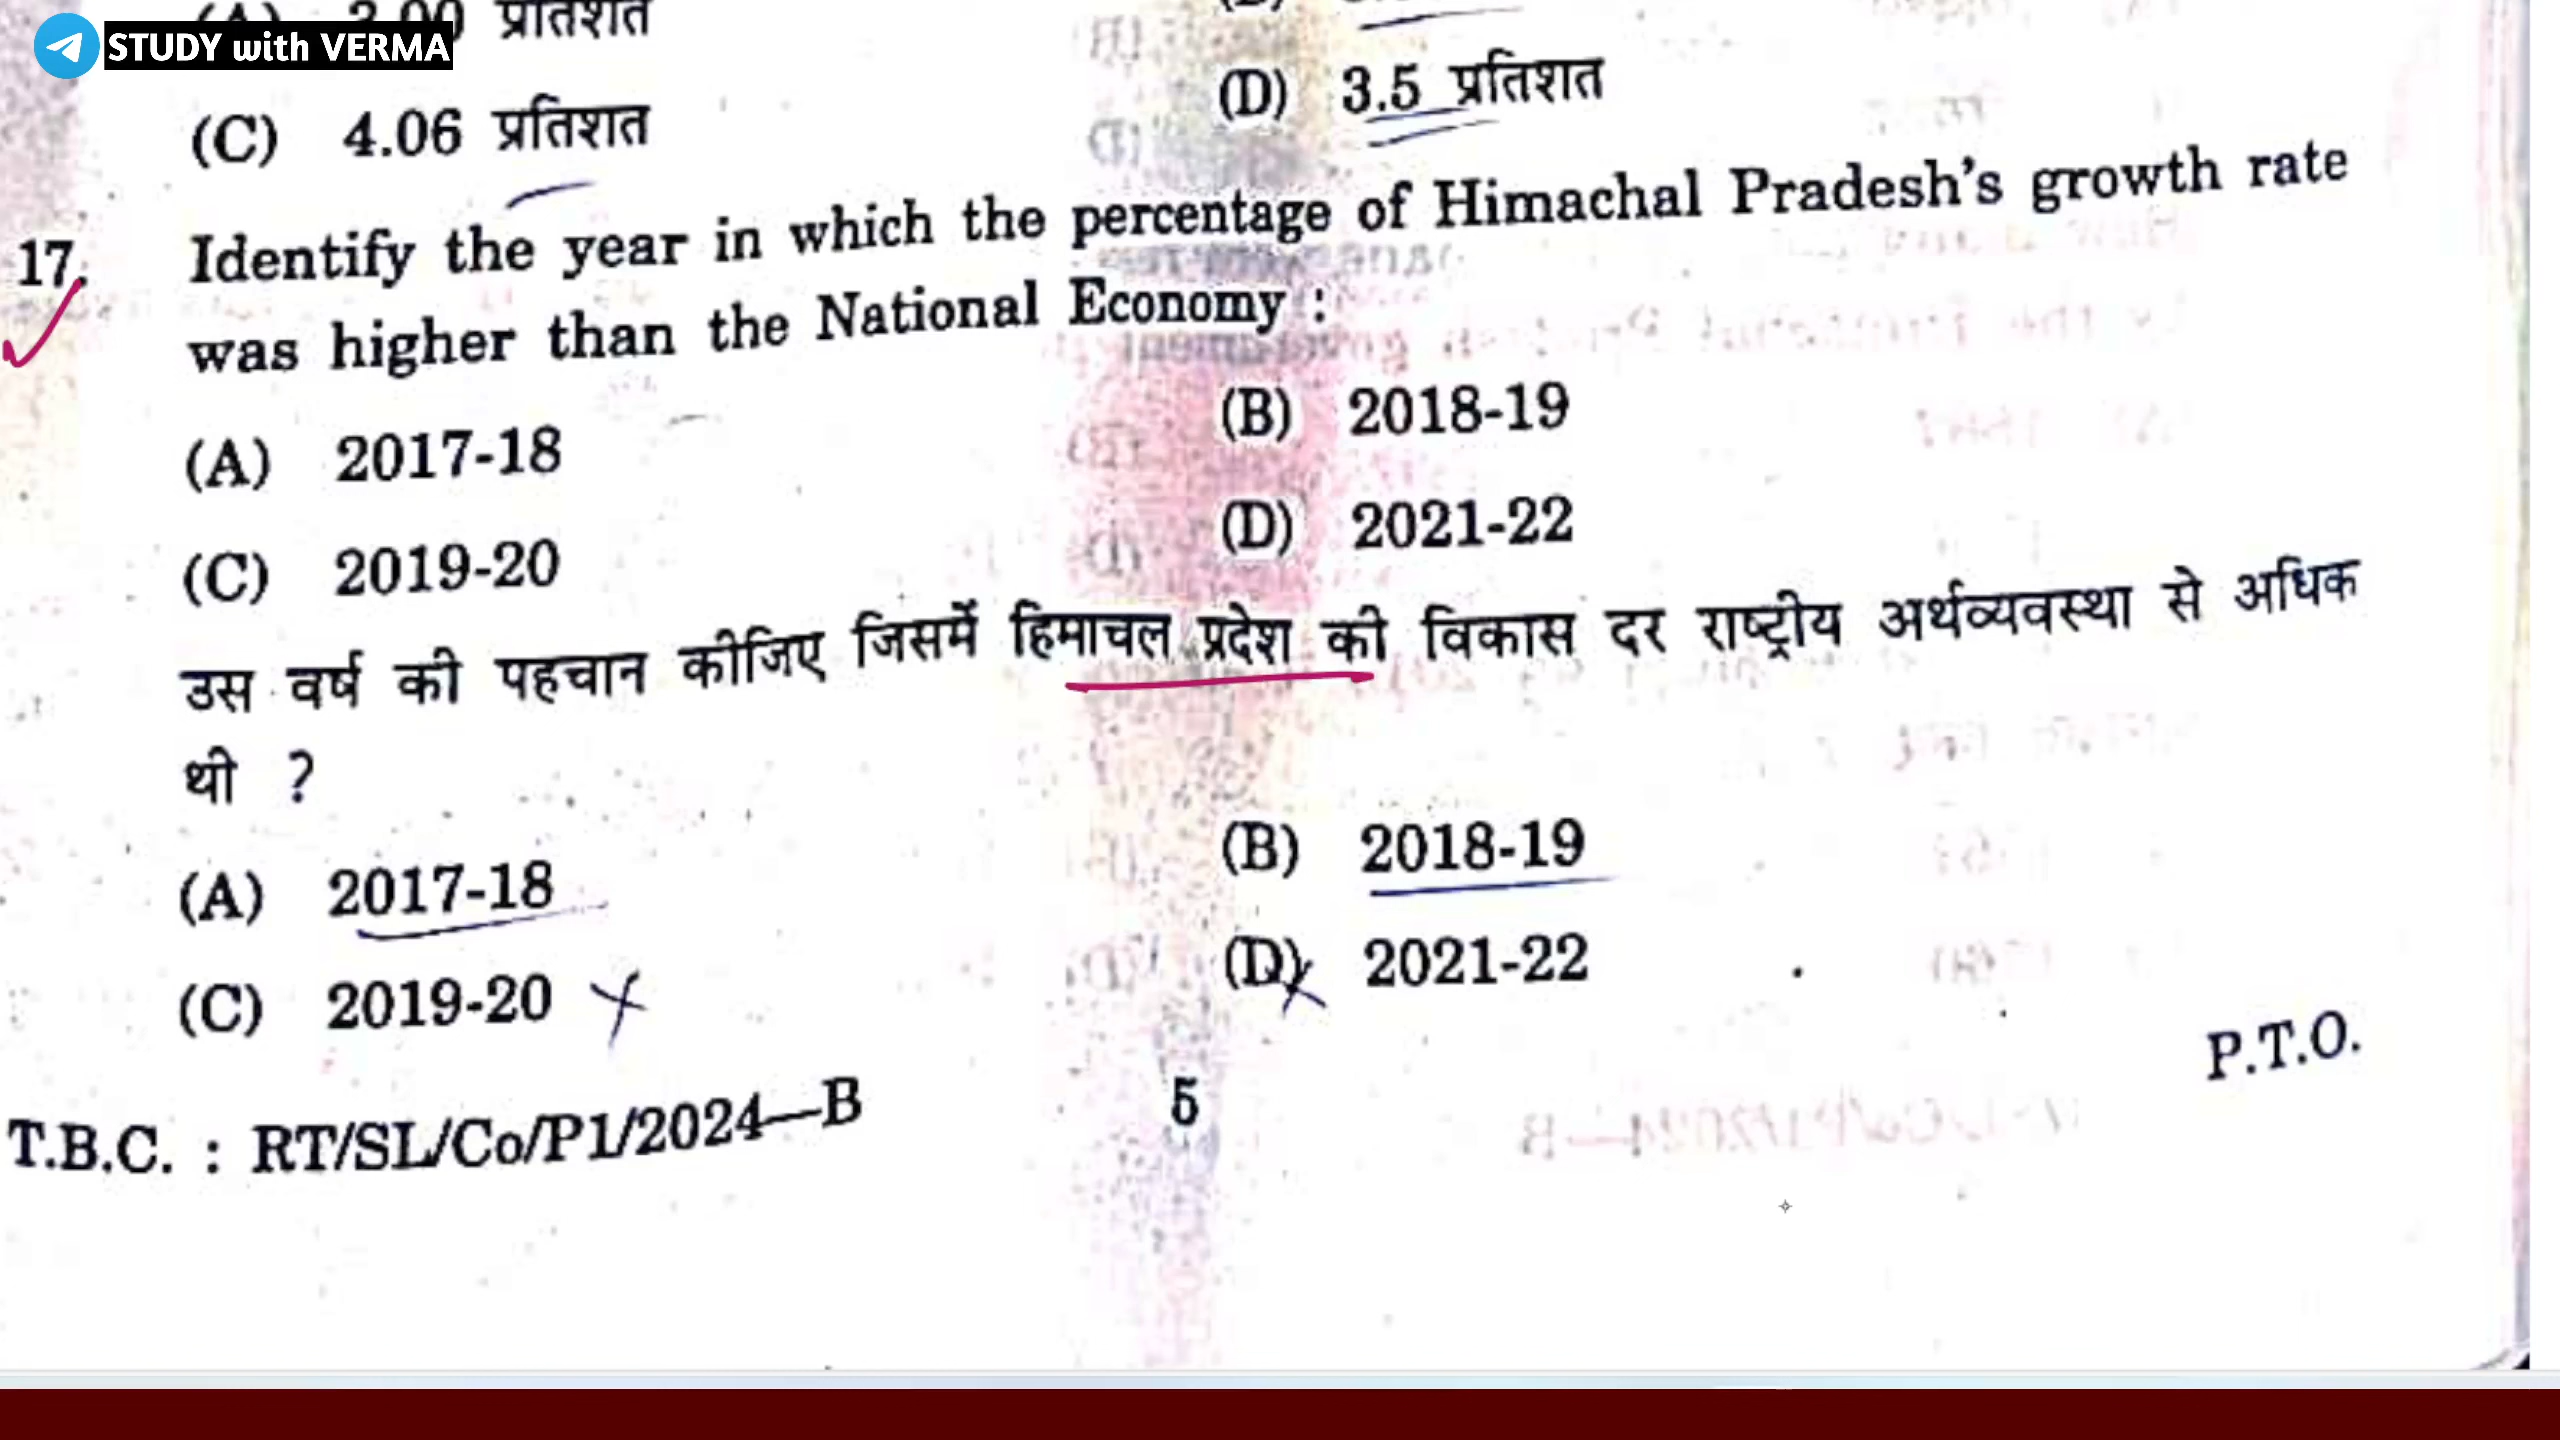 STUDY with VERMA
प्रतिशत
(C) 4.06 प्रतिशत
(D) 3.5 प्रतिशत
17. Identify the year in which the percentage of Himachal Pradesh's growth rate
was higher than the National Economy :
(A) 2017-18
(B) 2018-19
(C) 2019-20
(D) 2021-22
उस वर्ष की पहचान कीजिए जिसमें हिमाचल प्रदेश की विकास दर राष्ट्रीय अर्थव्यवस्था से अधिक
थी ?
(A) 2017-18
(B) 2018-19
(C) 2019-20
(D) 2021-22
P.T.O.
T.B.C. : RT/SL/Co/P1/2024—B
5